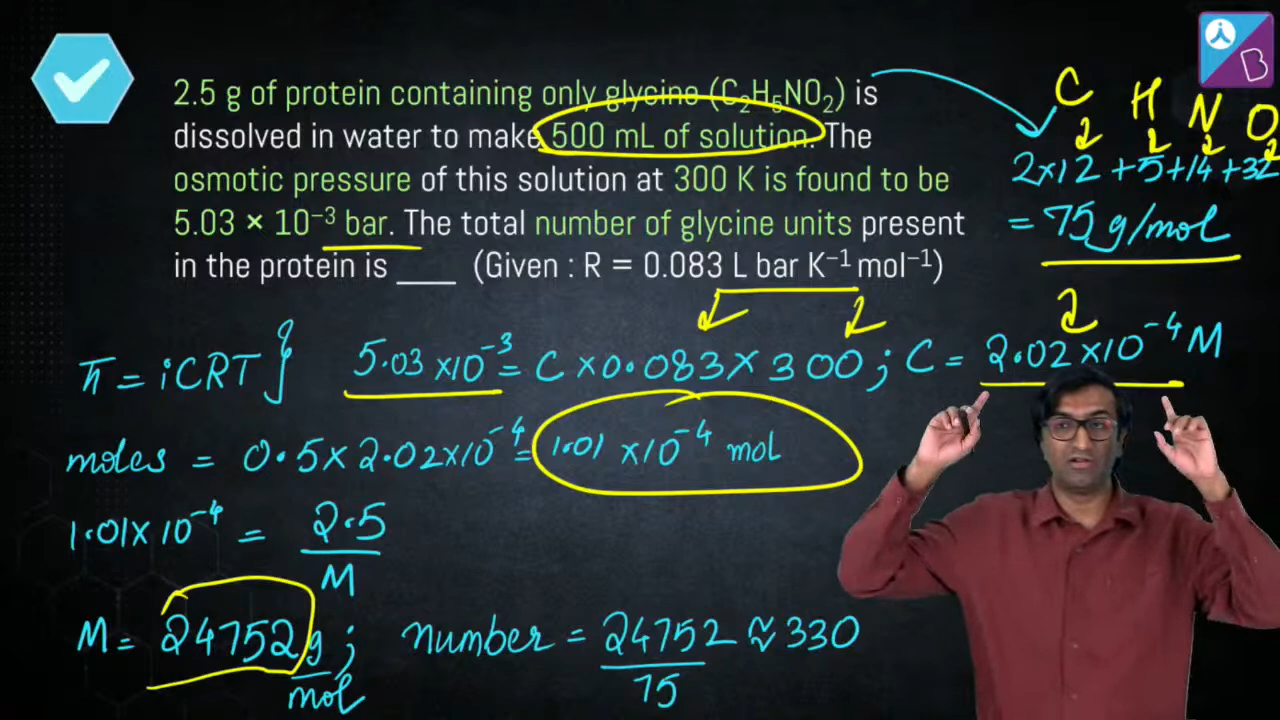 2.5 g of protein containing only glycine (C₂H₅NO₂) is
dissolved in water to make 500 mL of solution. The
osmotic pressure of this solution at 300 K is found to be
5.03 × 10⁻³ bar. The total number of glycine units present
in the protein is ____ (Given : R = 0.083 L bar K⁻¹ mol⁻¹)
C H N O
2×12 +5+14+32
= 75 g/mol
π = iCRT} 5.03 ×10⁻³ = C ×0.083× 300; C = 2.02×10⁻⁴ M
moles = 0.5×2.02×10⁻⁴ = 1.01 ×10⁻⁴ mol
1.01×10⁻⁴ = 2.5/M
M = 24752 g/mol; number = 24752/75 ≈ 330
B